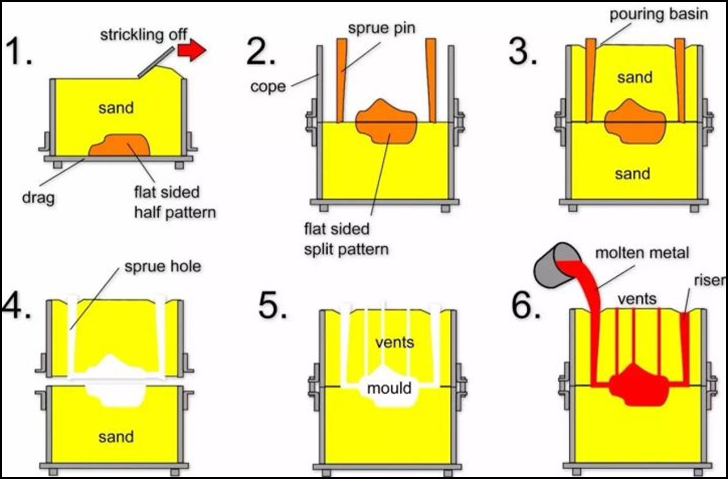 1.
strickling off
sand
drag
flat sided
half pattern
2.
sprue pin
cope
flat sided
split pattern
3.
pouring basin
sand
sand
4.
sprue hole
sand
5.
vents
mould
6.
molten metal
vents
riser